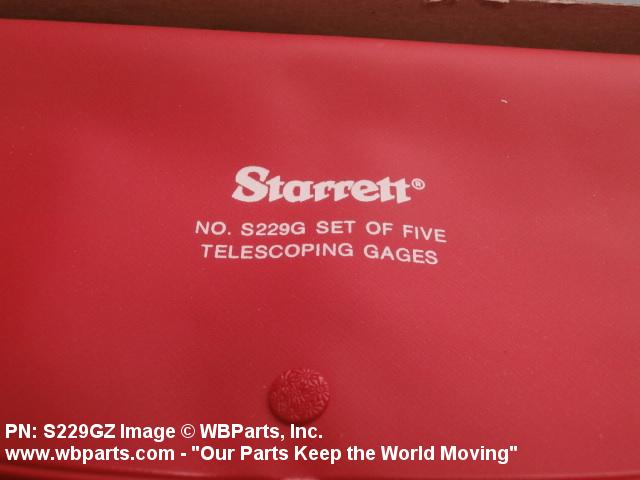 Starrett®
NO. S229G SET OF FIVE
TELESCOPING GAGES
PN: S229GZ Image © WBParts, Inc.
www.wbparts.com - "Our Parts Keep the World Moving"